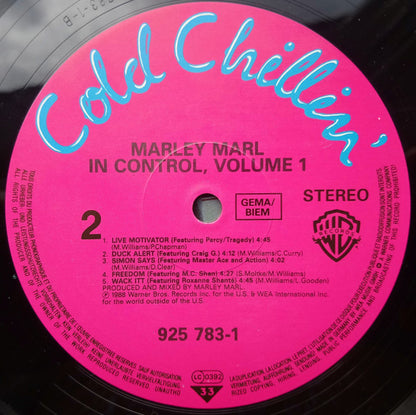 Cold Chillin'
MARLEY MARL
IN CONTROL, VOLUME 1
GEMA/
BIEM
STEREO
2
WB
RECORDS
1. LIVE MOTIVATOR (Featuring Percy/Tragedy) 4:45
(M.Williams/P.Chapman)
2. DUCK ALERT (Featuring Craig G.) 4:12 (M.Williams/C.Curry)
3. SIMON SAYS (Featuring Master Ace and Action) 4:02
(M.Williams/D.Clear)
4. FREEDOM (Featuring M.C. Shan) 4:27 (S.Moltke/M.Williams)
5. WACK ITT (Featuring Roxanne Shanté) 4:45 (M.Williams/L.Gooden)
PRODUCED AND MIXED BY MARLEY MARL.
℗ 1988 Warner Bros. Records Inc. for the U.S. & WEA International Inc.
for the world outside of the U.S.
925 783-1
LC 0392
33